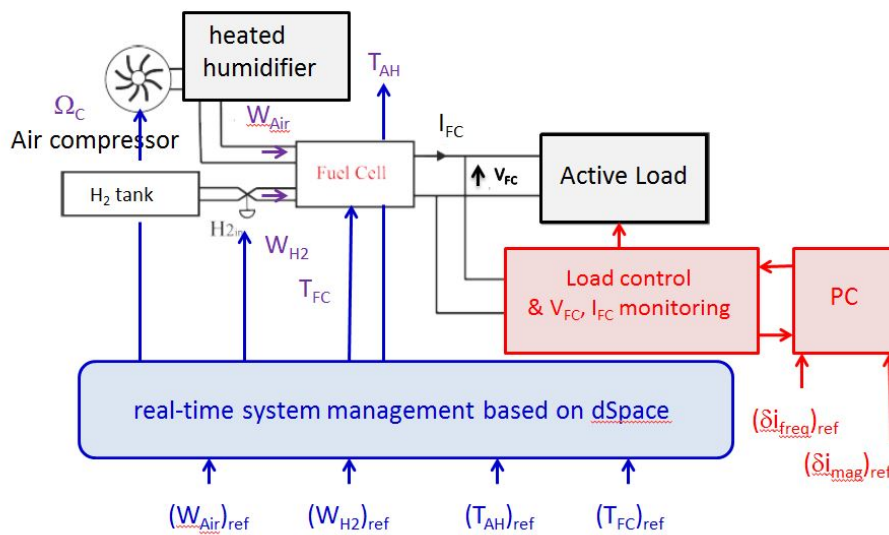 heated
humidifier
T_AH
Ω_C
Air compressor
W_Air
I_FC
Fuel Cell
V_FC
Active Load
H₂ tank
H2in
W_H2
T_FC
Load control
& V_FC, I_FC monitoring
PC
real-time system management based on dSpace
(δi_freq)_ref
(δi_mag)_ref
(W_Air)_ref
(W_H2)_ref
(T_AH)_ref
(T_FC)_ref